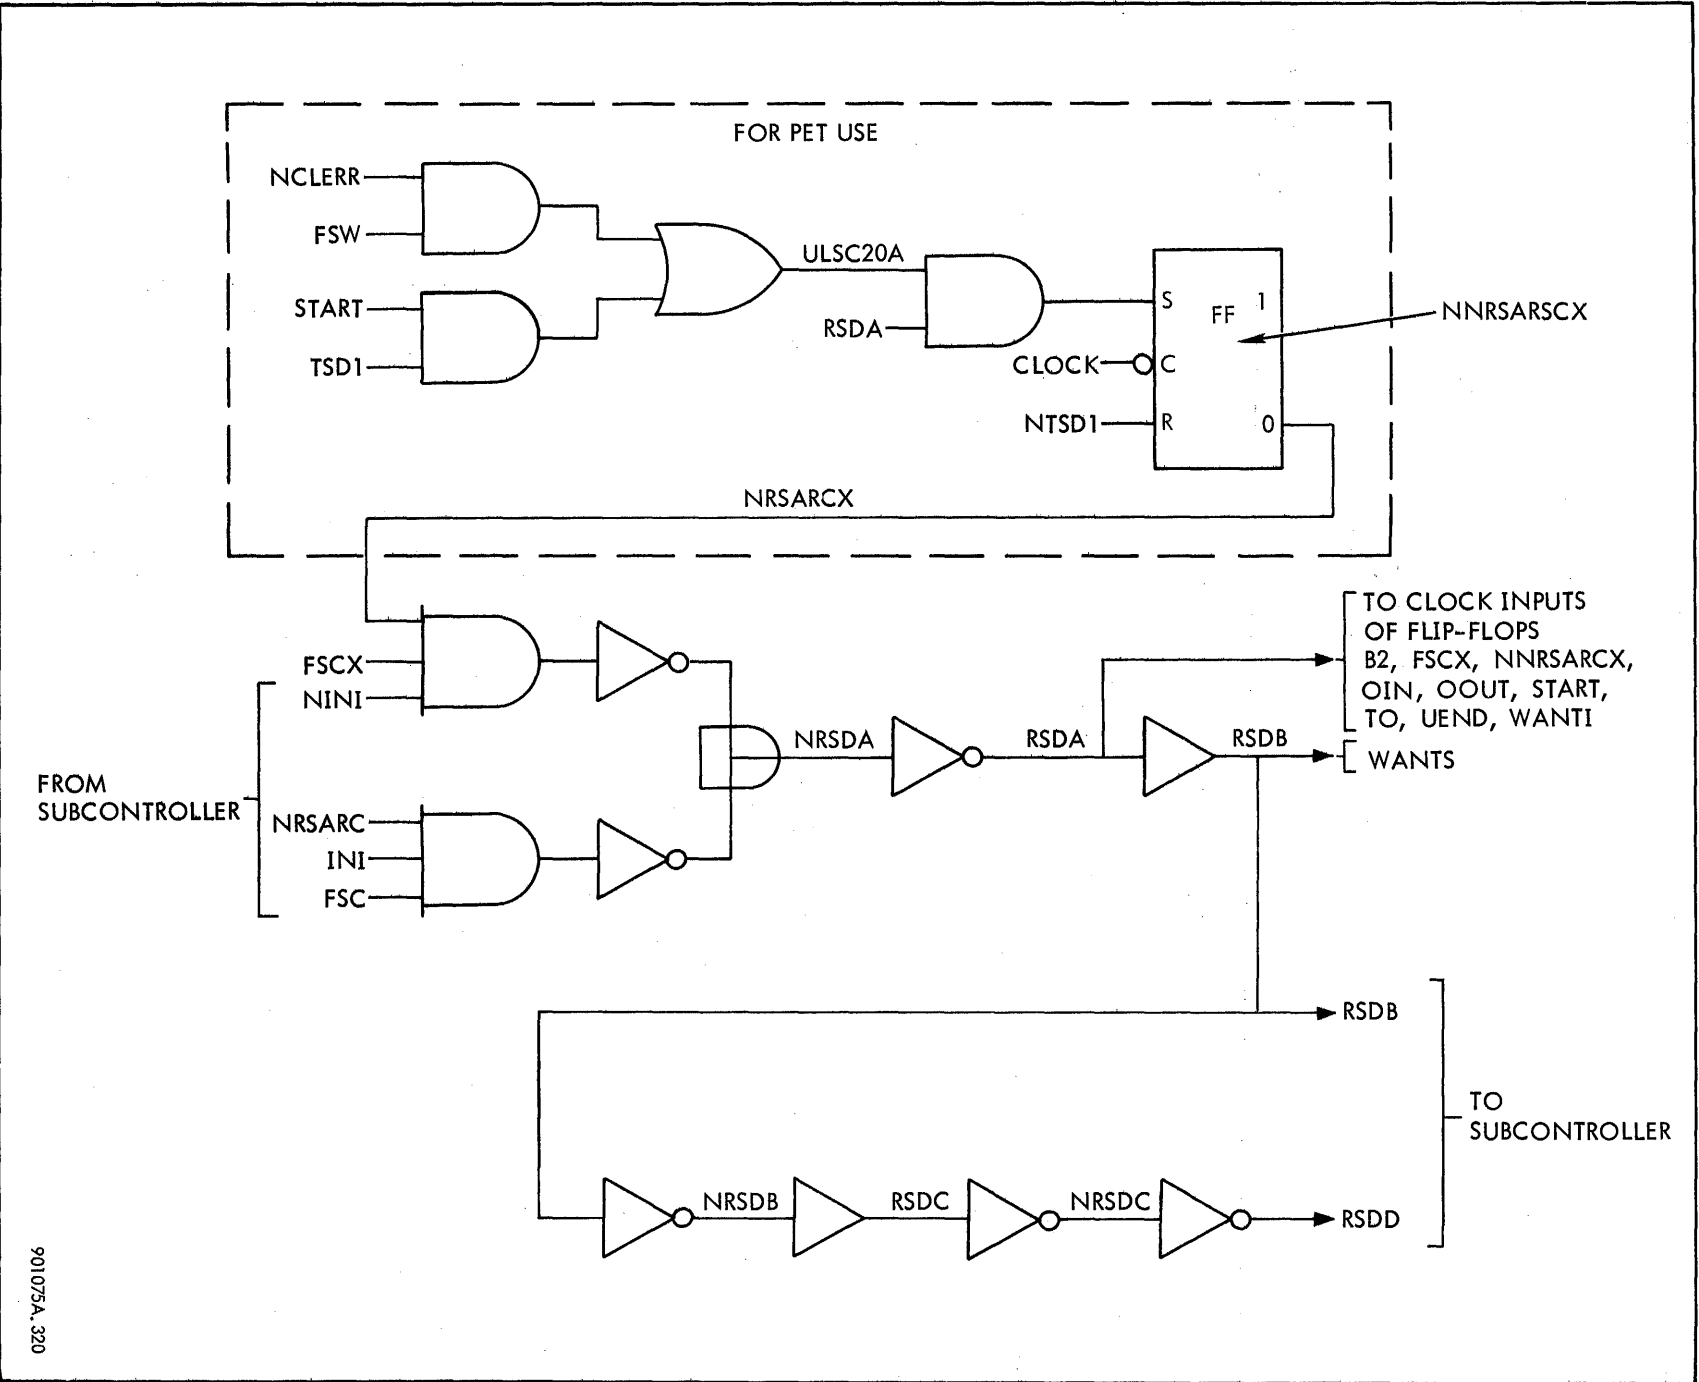 FOR PET USE
NCLERR
FSW
START
TSD1
ULSC20A
RSDA
S
FF
1
CLOCK
C
NTSD1
R
0
NNRSARSCX
NRSARCX
FSCX
NINI
FROM
SUBCONTROLLER
NRSARC
INI
FSC
NRSDA
RSDA
RSDB
TO CLOCK INPUTS
OF FLIP-FLOPS
B2, FSCX, NNRSARCX,
OIN, OOUT, START,
TO, UEND, WANTI
WANTS
RSDB
TO
SUBCONTROLLER
NRSDB
RSDC
NRSDC
RSDD
901075A. 320